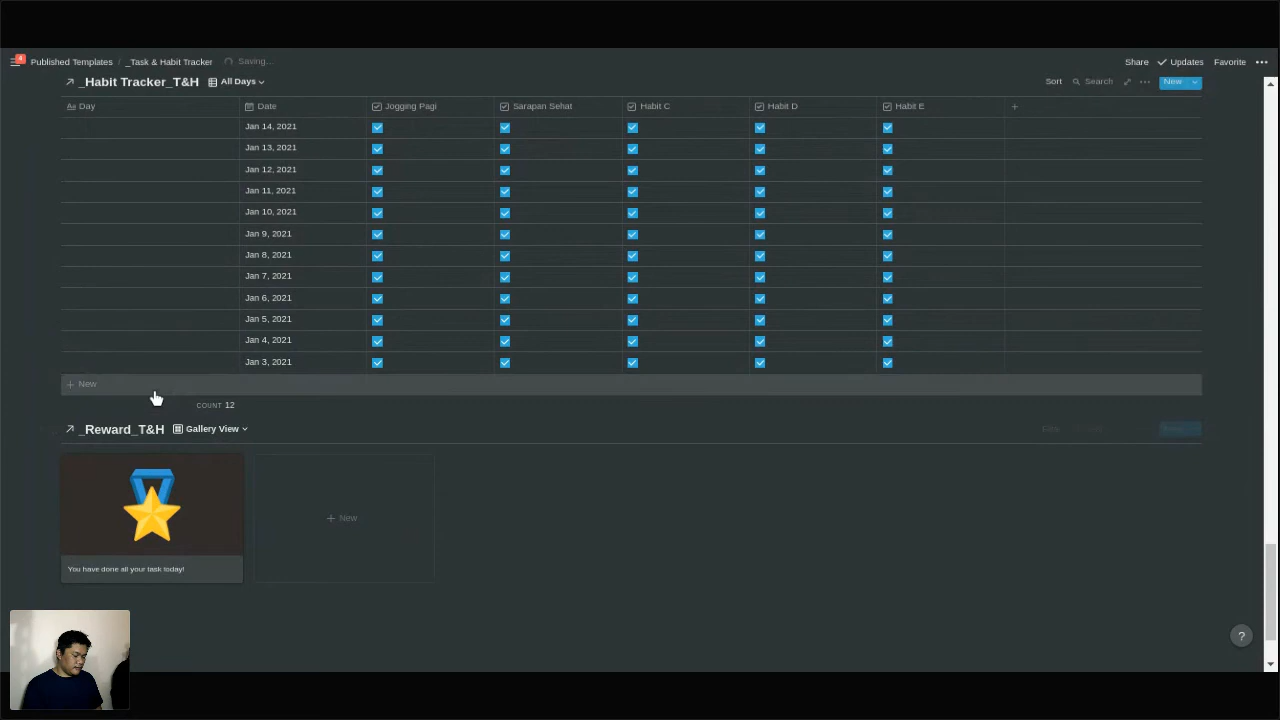 4
Published Templates / _Task & Habit Tracker Saving...
Share Updates Favorite
_Habit Tracker_T&H All Days
Sort Search New
Aa Day Date Jogging Pagi Sarapan Sehat Habit C Habit D Habit E +
Jan 14, 2021
Jan 13, 2021
Jan 12, 2021
Jan 11, 2021
Jan 10, 2021
Jan 9, 2021
Jan 8, 2021
Jan 7, 2021
Jan 6, 2021
Jan 5, 2021
Jan 4, 2021
Jan 3, 2021
+ New
COUNT 12
_Reward_T&H Gallery View
+ New
You have done all your task today!
?